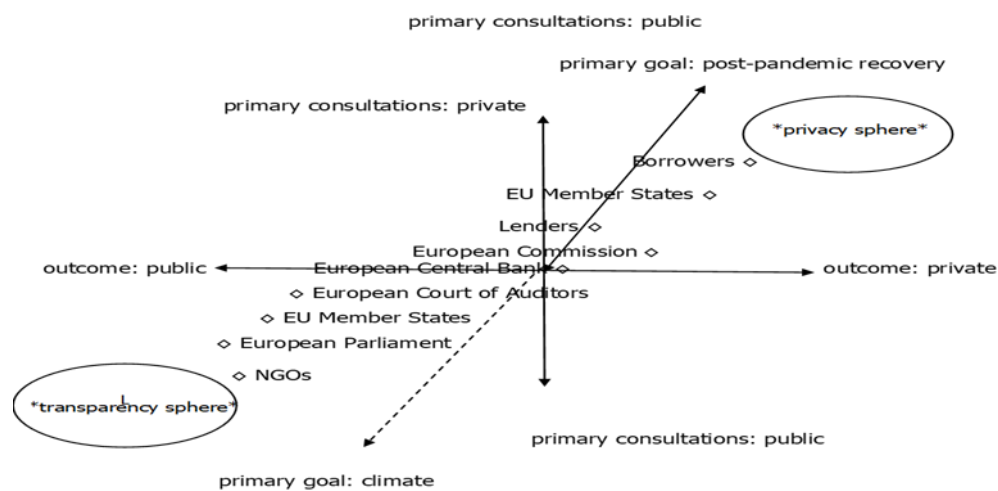 primary consultations: public
primary goal: post-pandemic recovery
primary consultations: private
*privacy sphere*
Borrowers
EU Member States
Lenders
European Commission
outcome: public
European Central Bank
outcome: private
European Court of Auditors
EU Member States
European Parliament
NGOs
L
*transparency sphere*
primary consultations: public
primary goal: climate